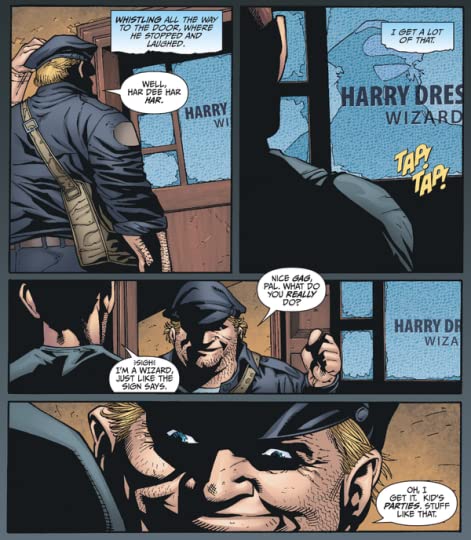 WHISTLING ALL THE WAY
TO THE DOOR, WHERE
HE STOPPED AND
LAUGHED.
WELL,
HAR DEE HAR
HAR.
HARRY
WI
I GET A LOT
OF THAT.
HARRY DRES
WIZARD
TAP!
TAP!
NICE GAG,
PAL. WHAT DO
YOU REALLY
DO?
HARRY DR
WIZA
>SIGH<
I'M A WIZARD,
JUST LIKE THE
SIGN SAYS.
OH, I
GET IT. KID'S
PARTIES. STUFF
LIKE THAT.